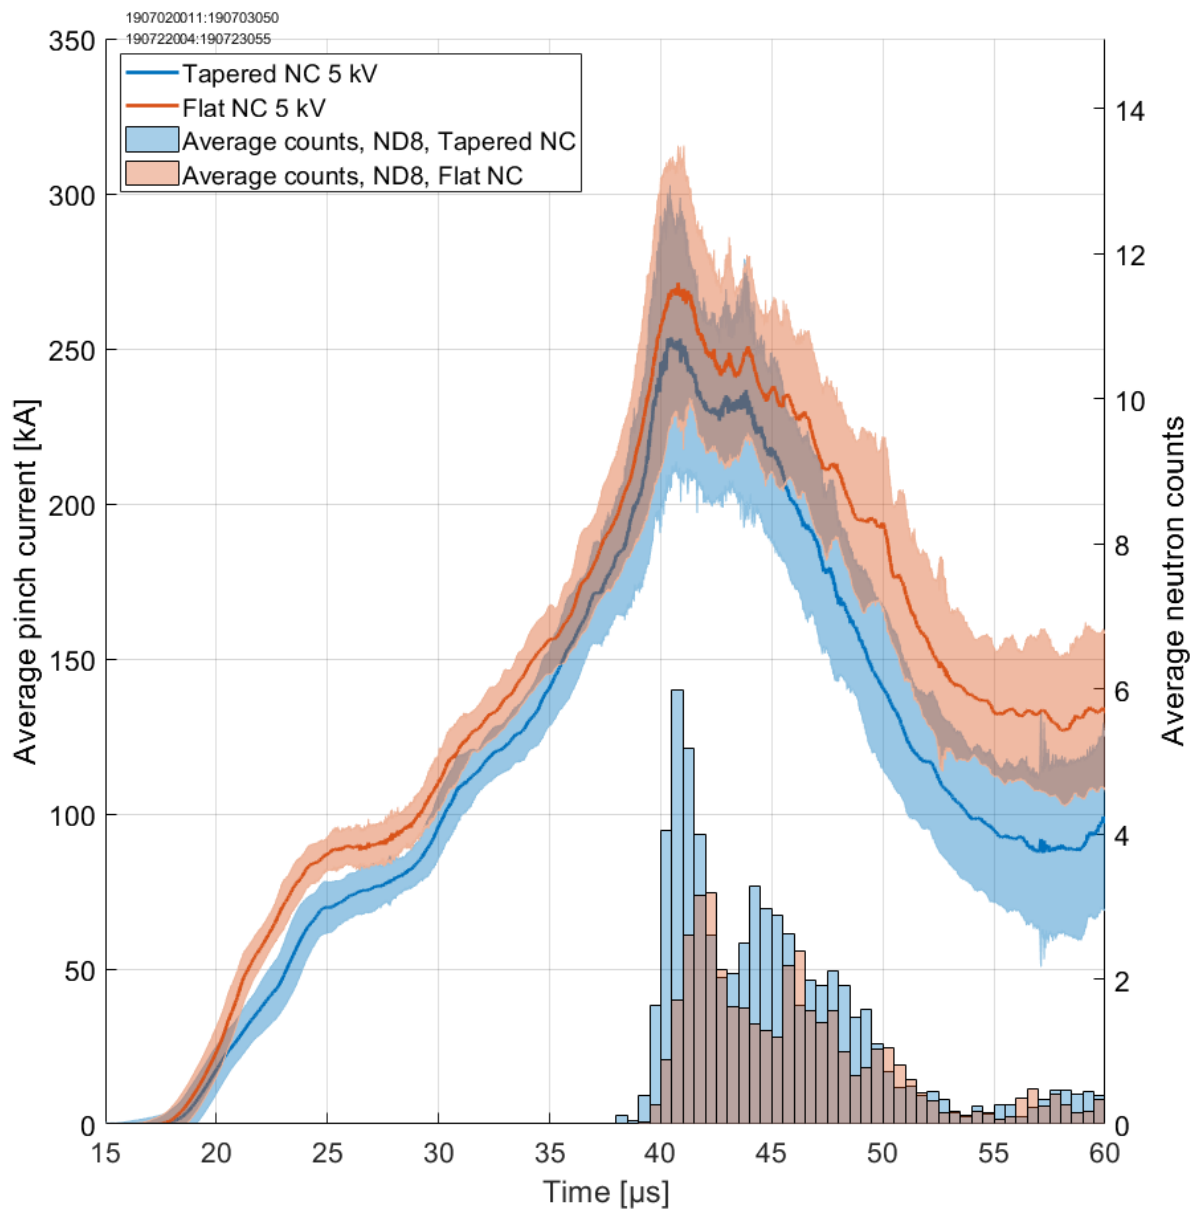 1907020011:190703050
190722004:190723055
Tapered NC 5 kV
Flat NC 5 kV
Average counts, ND8, Tapered NC
Average counts, ND8, Flat NC
350
300
250
200
150
100
50
0
Average pinch current [kA]
14
12
10
8
6
4
2
0
Average neutron counts
15 20 25 30 35 40 45 50 55 60
Time [µs]